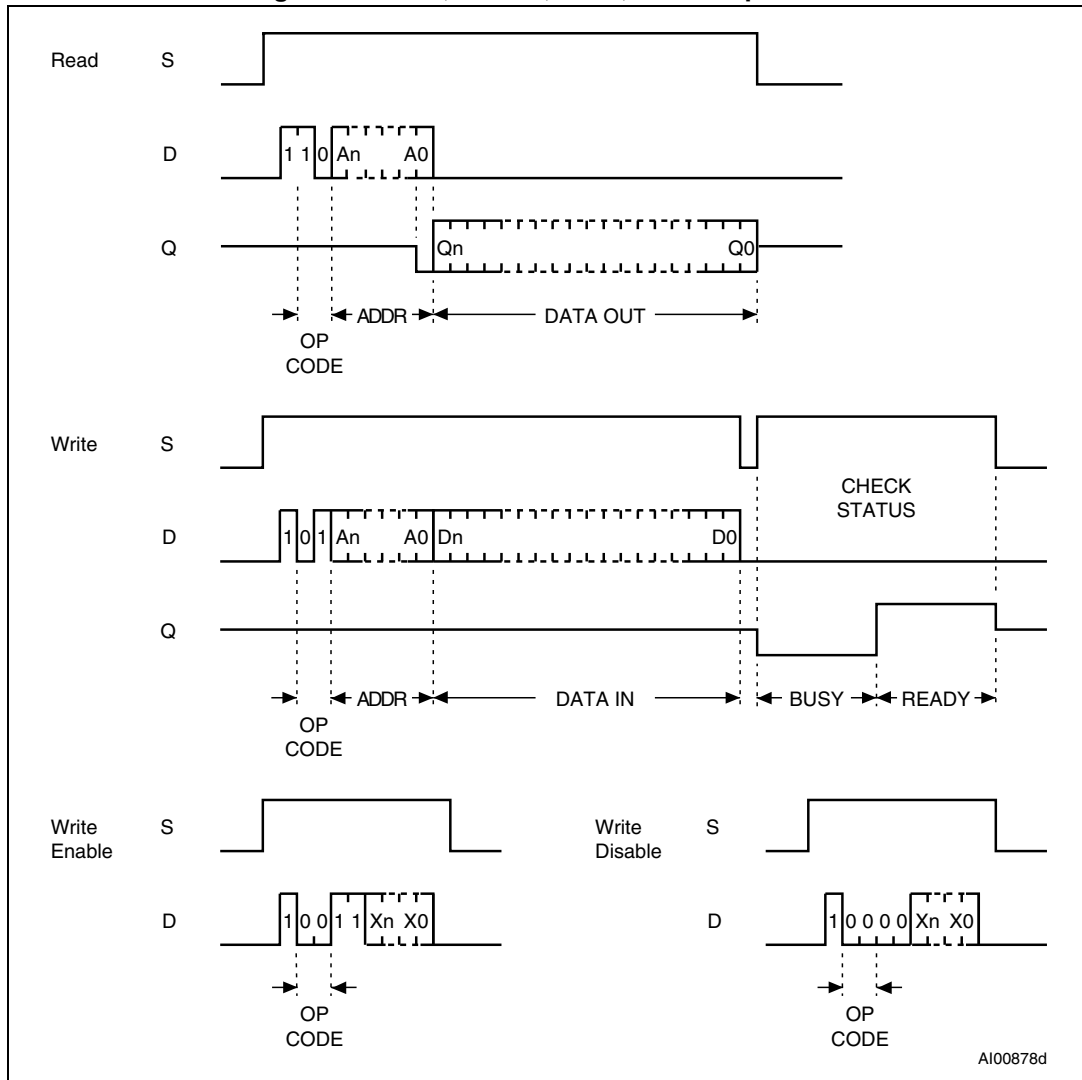 Read S
D 1 1 0 An A0
Q Qn Q0
ADDR DATA OUT
OP
CODE
Write S
CHECK
STATUS
D 1 0 1 An A0 Dn D0
Q
ADDR DATA IN BUSY READY
OP
CODE
Write S
Enable
D 1 0 0 1 1 Xn X0
OP
CODE
Write S
Disable
D 1 0 0 0 0 Xn X0
OP
CODE
AI00878d